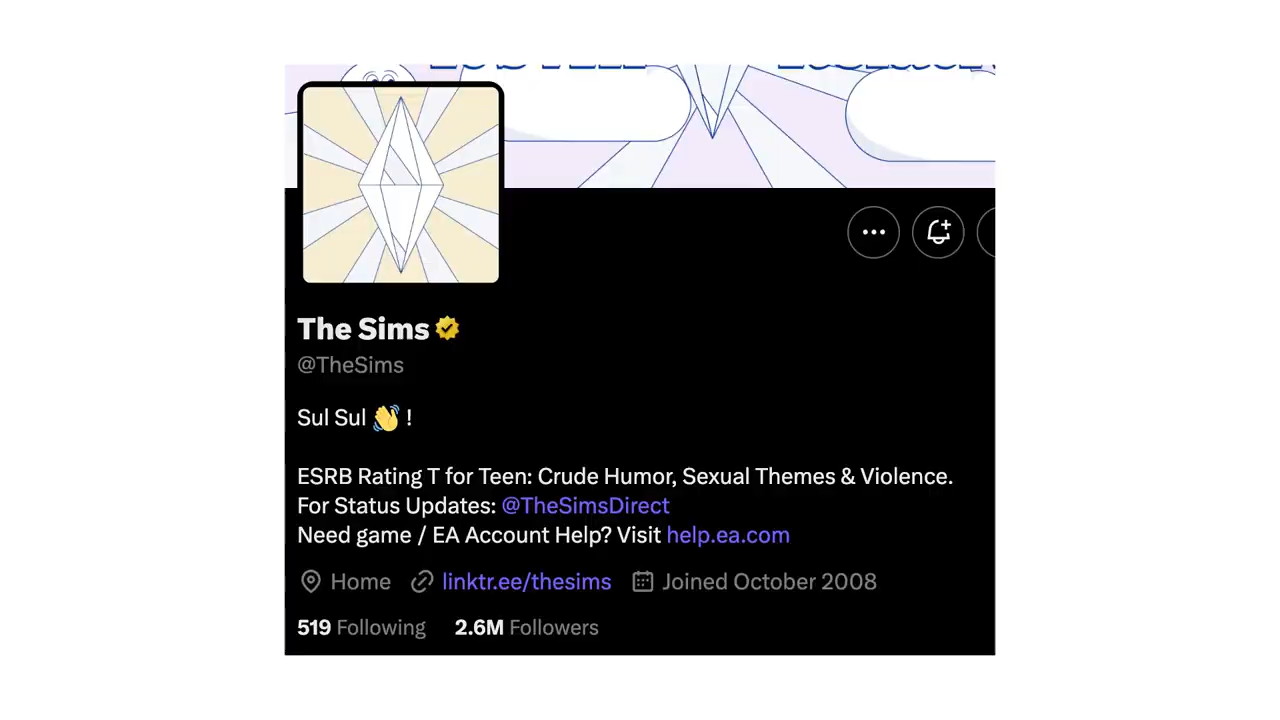 The Sims
@TheSims
Sul Sul 👋 !
ESRB Rating T for Teen: Crude Humor, Sexual Themes & Violence.
For Status Updates: @TheSimsDirect
Need game / EA Account Help? Visit help.ea.com
Home linktr.ee/thesims Joined October 2008
519 Following 2.6M Followers